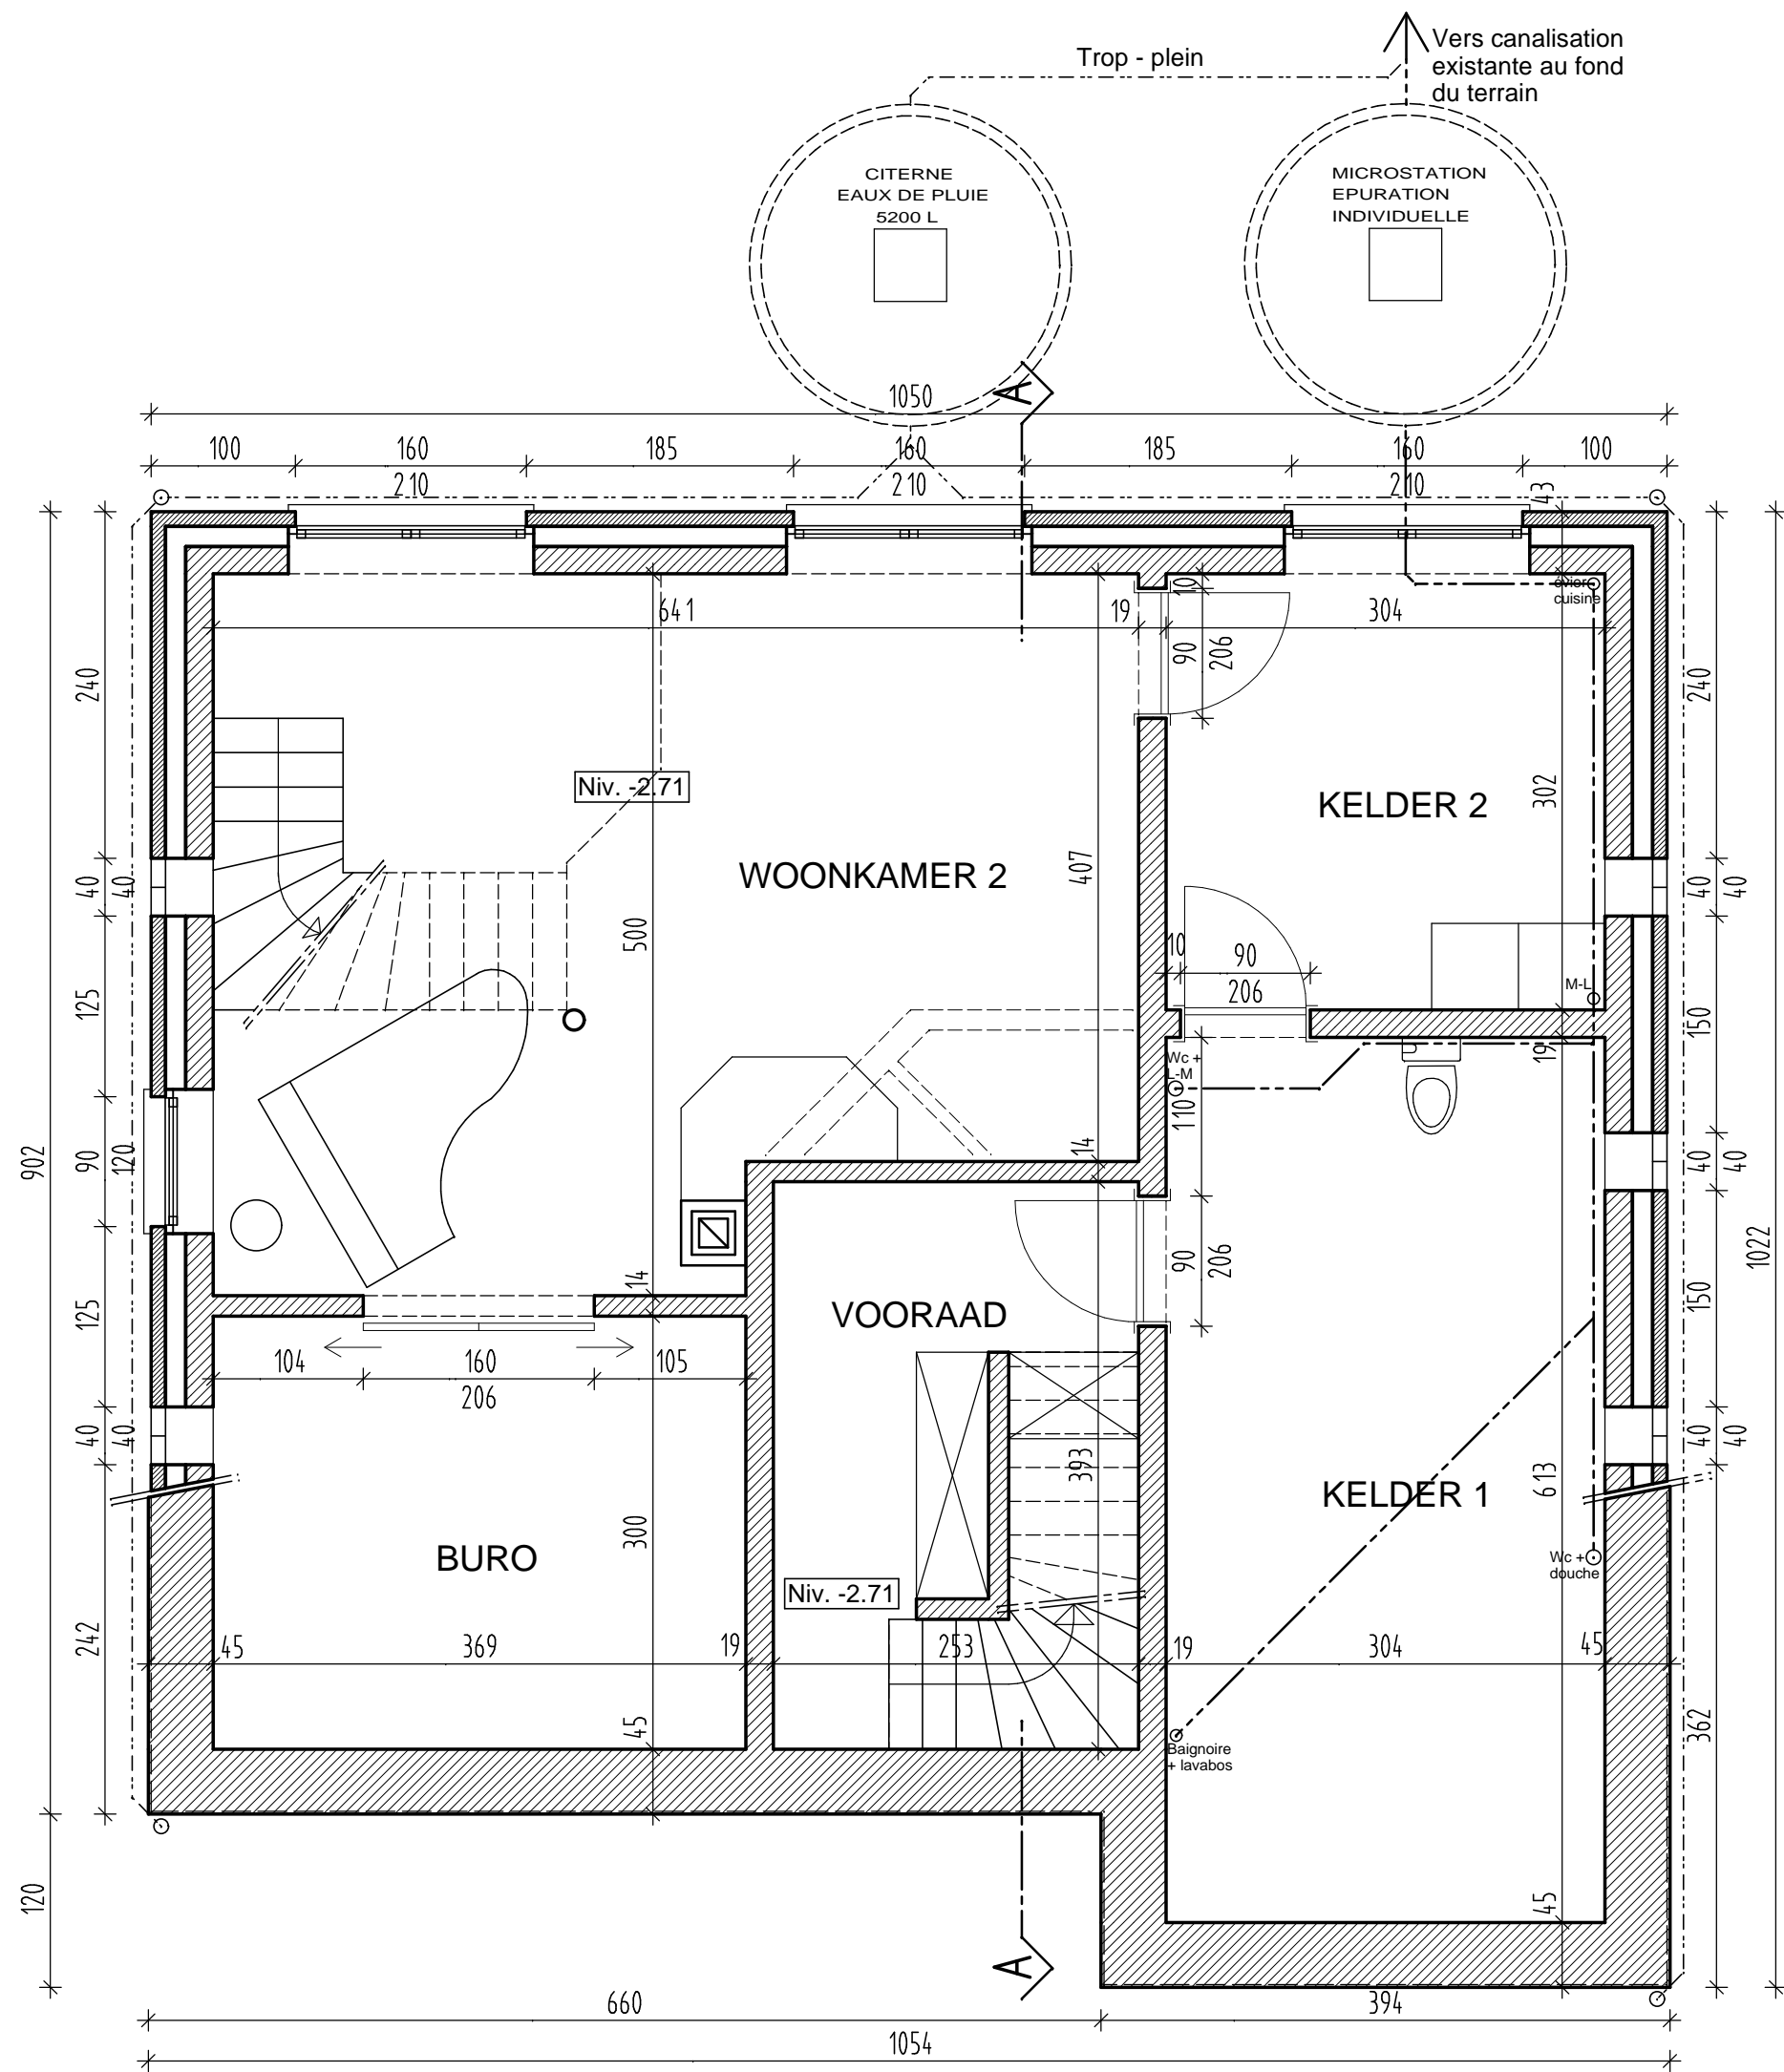 Trop - plein
Vers canalisation
existante au fond
du terrain
CITERNE
EAUX DE PLUIE
5200 L
MICROSTATION
EPURATION
INDIVIDUELLE
A
1050
100 160 185 160 185 160 100
210 210 210
43
évier
cuisine
641 19 304
10
90
206
240
240
Niv. -2.71
WOONKAMER 2
KELDER 2
302
407
500
40
40
40
40
10 90
206
M-L
125
150
19
Wc +
L-M
110
14
902
90
120
40
40
1022
90
206
14
VOORAAD
125
150
104 160 105
206
40
40
40
40
393
613
KELDER 1
300
BURO
Wc +
douche
Niv. -2.71
242
45 369 19 253 19 304 45
45
362
Baignoire
+ lavabos
120
45
A
660 394
1054